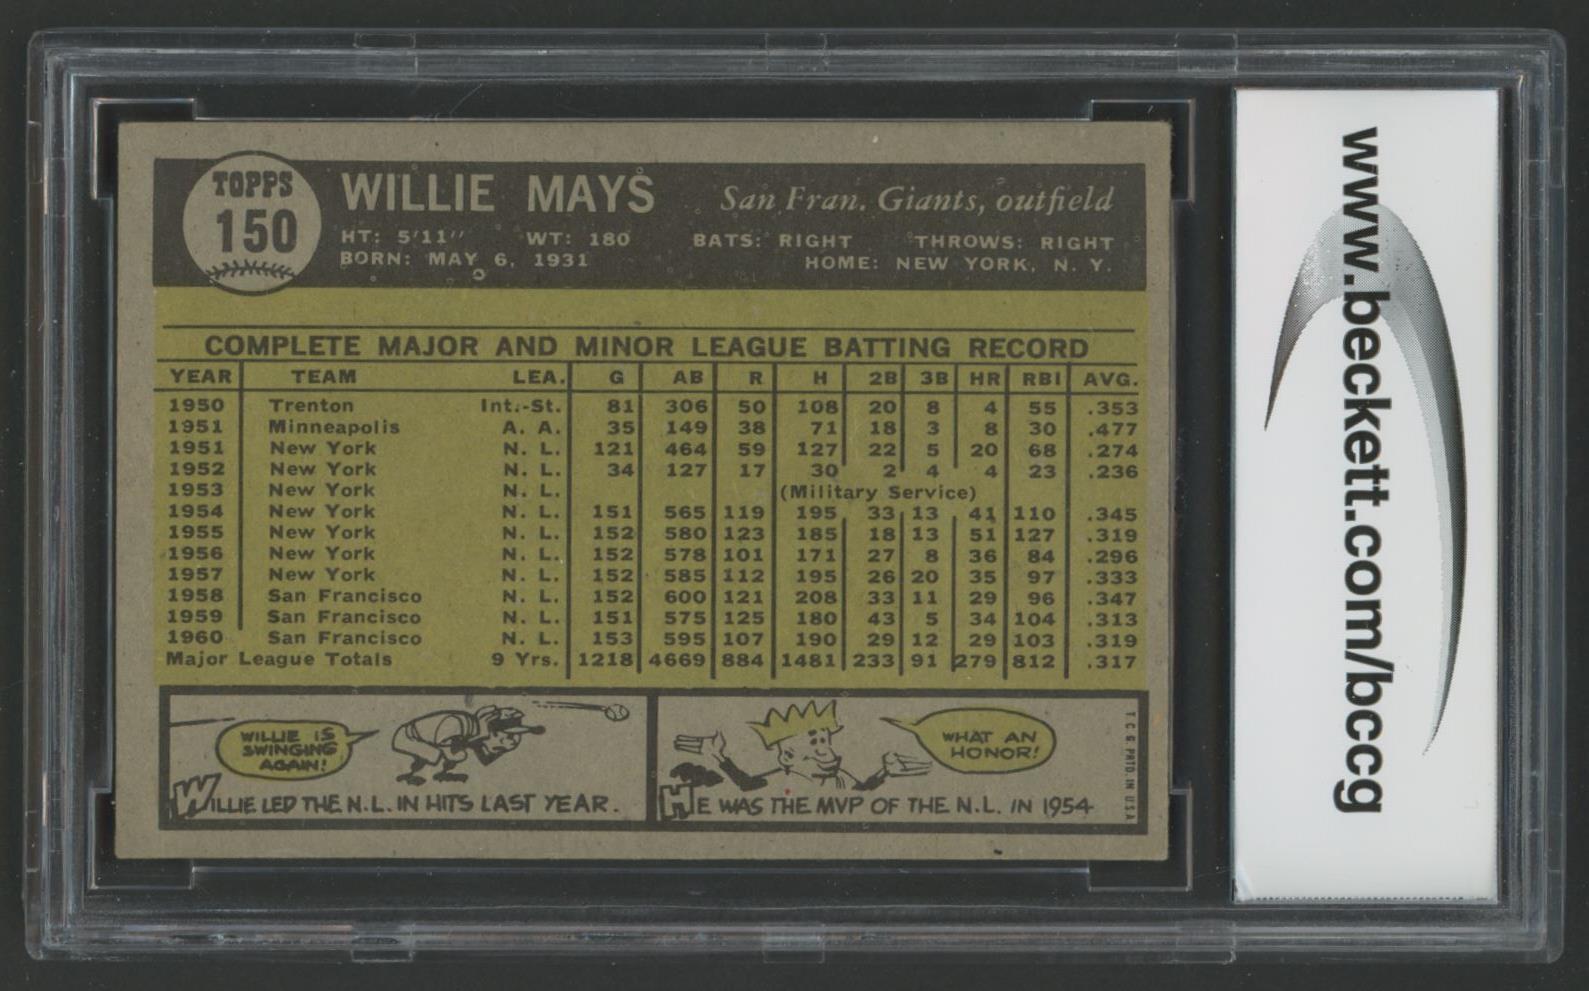 TOPPS
150
WILLIE MAYS San Fran. Giants, outfield
HT: 5'11" WT: 180 BATS: RIGHT THROWS: RIGHT
BORN: MAY 6, 1931 HOME: NEW YORK, N. Y.
COMPLETE MAJOR AND MINOR LEAGUE BATTING RECORD
YEAR TEAM LEA. G AB R H 2B 3B HR RBI AVG.
1950 Trenton Int.-St. 81 306 50 108 20 8 4 55 .353
1951 Minneapolis A. A. 35 149 38 71 18 3 8 30 .477
1951 New York N. L. 121 464 59 127 22 5 20 68 .274
1952 New York N. L. 34 127 17 30 2 4 4 23 .236
1953 New York N. L. (Military Service)
1954 New York N. L. 151 565 119 195 33 13 41 110 .345
1955 New York N. L. 152 580 123 185 18 13 51 127 .319
1956 New York N. L. 152 578 101 171 27 8 36 84 .296
1957 New York N. L. 152 585 112 195 26 20 35 97 .333
1958 San Francisco N. L. 152 600 121 208 33 11 29 96 .347
1959 San Francisco N. L. 151 575 125 180 43 5 34 104 .313
1960 San Francisco N. L. 153 595 107 190 29 12 29 103 .319
Major League Totals 9 Yrs. 1218 4669 884 1481 233 91 279 812 .317
WILLIE IS
SWINGING
AGAIN!
WILLIE LED THE N.L. IN HITS LAST YEAR.
WHAT AN
HONOR!
HE WAS THE MVP OF THE N.L. IN 1954
T. C. G. PRTD. IN U.S.A.
www.beckett.com/bccg